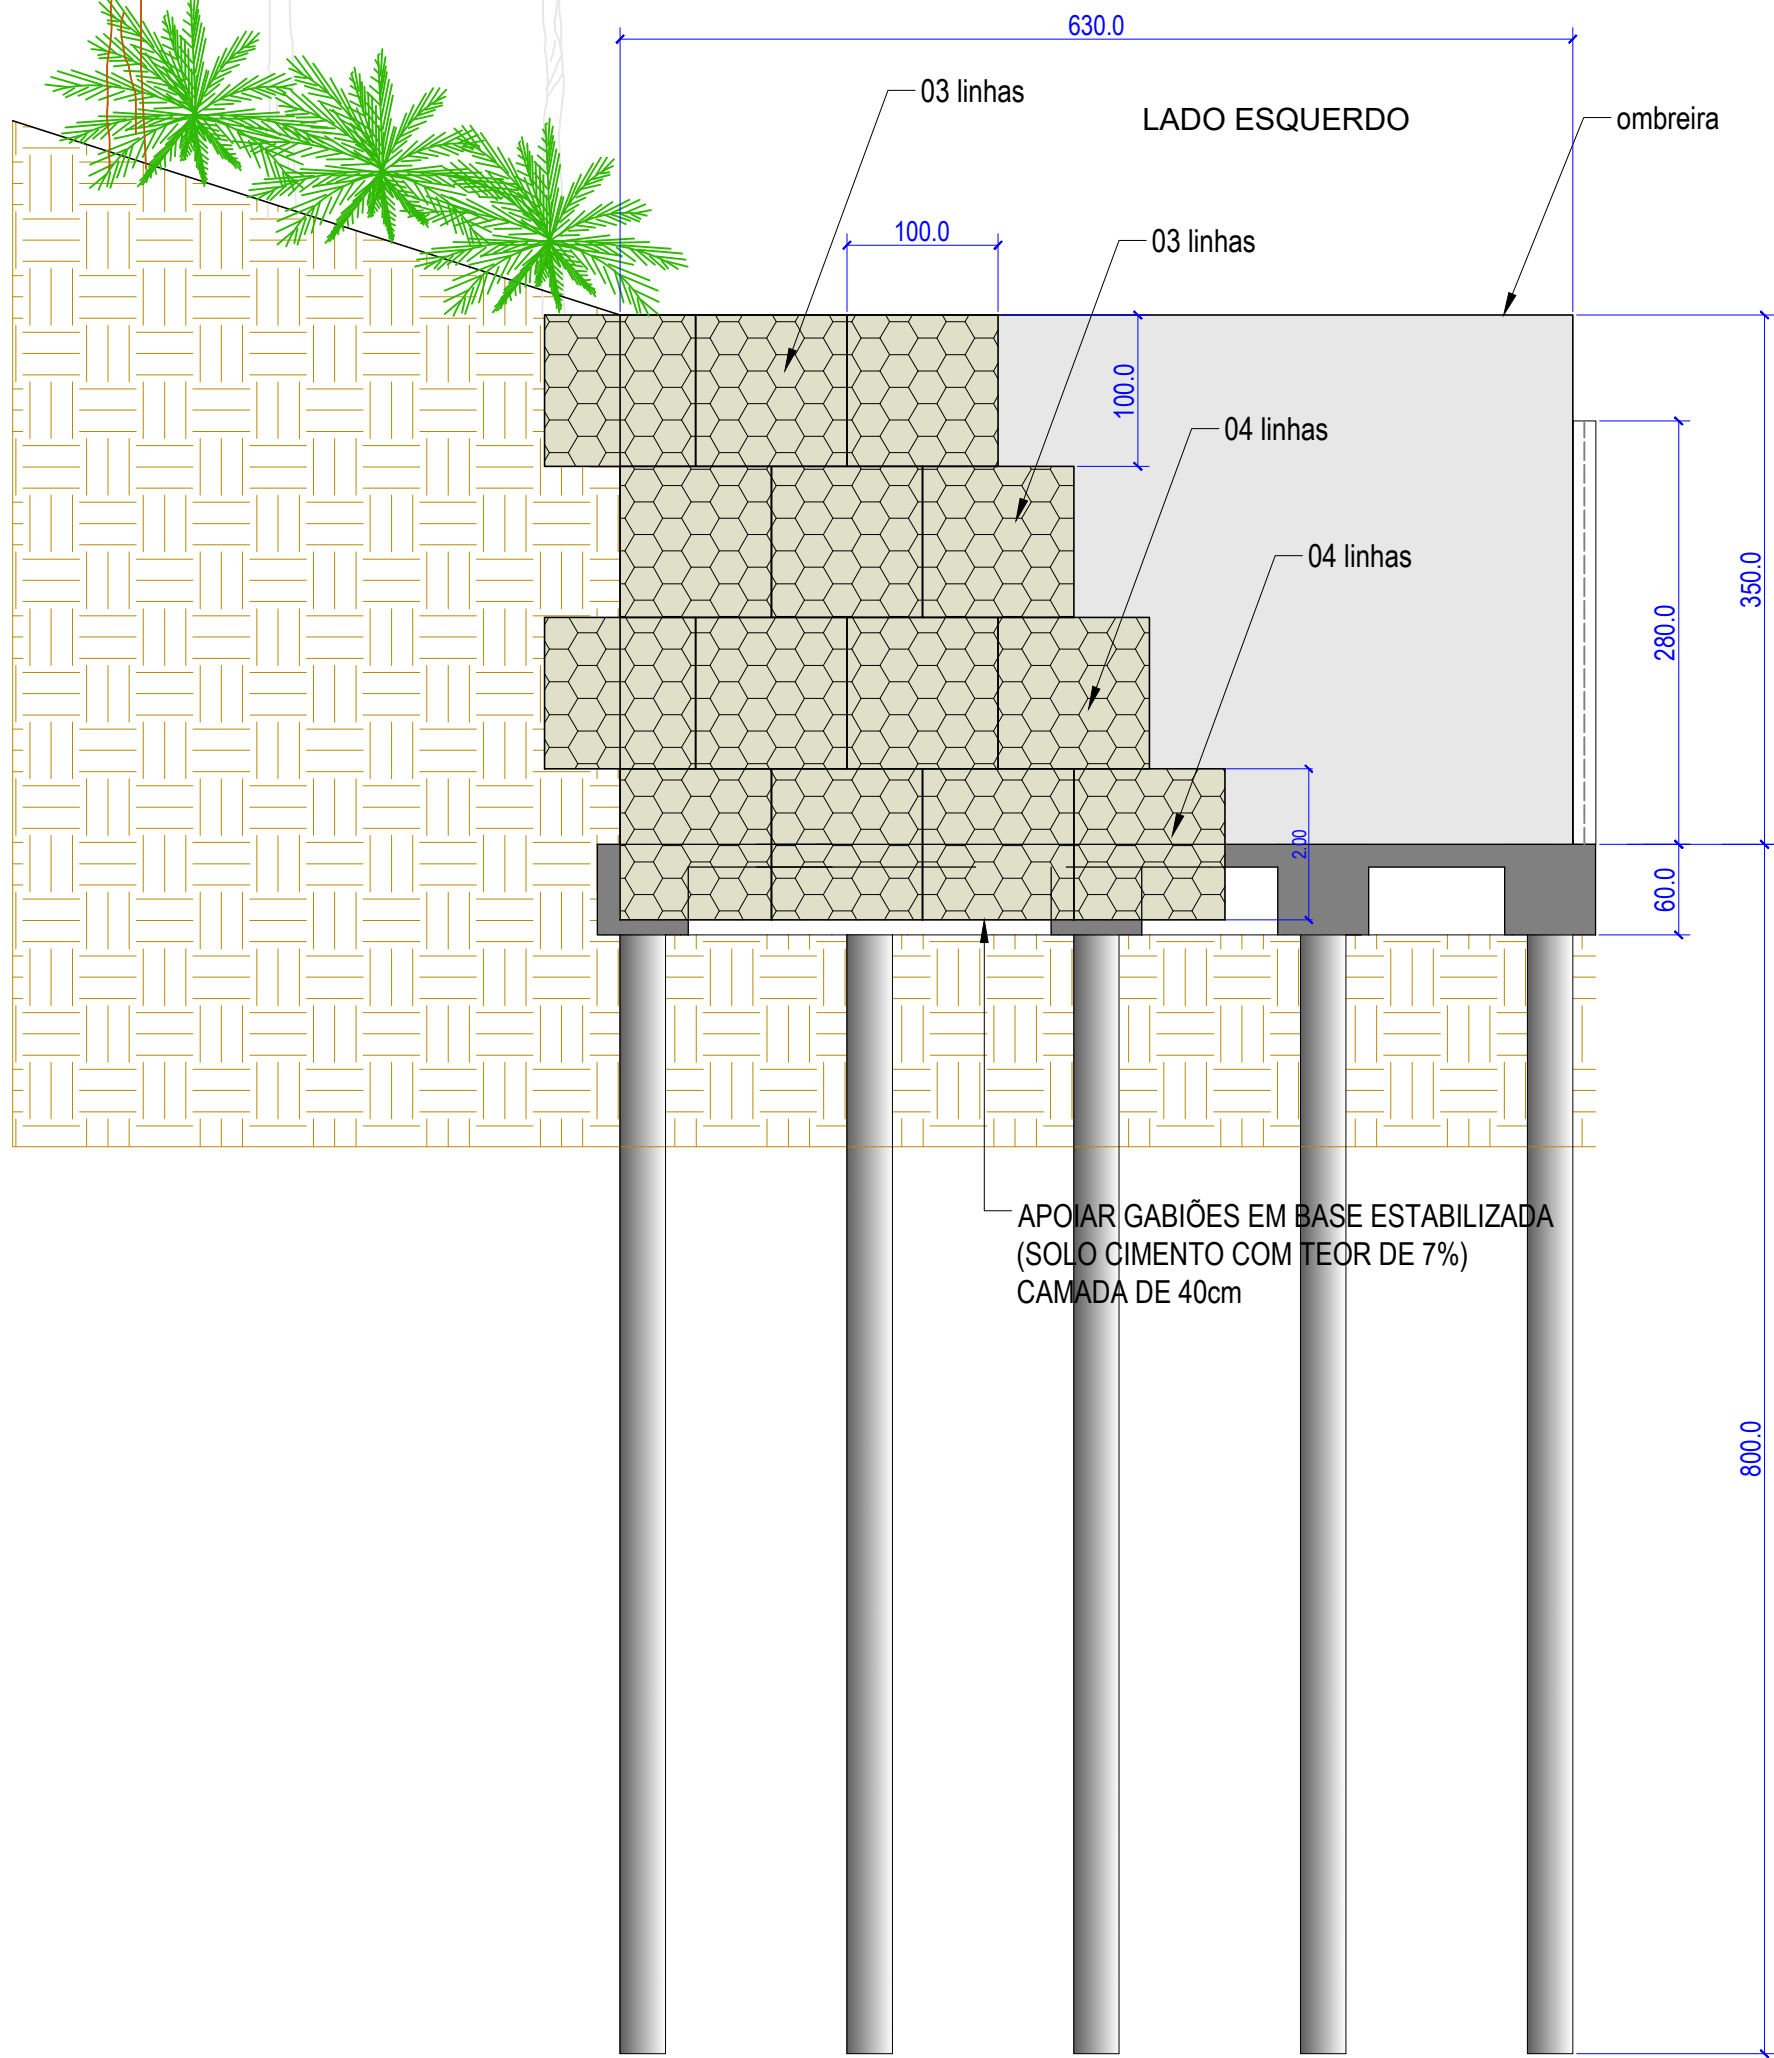 630.0
03 linhas
LADO ESQUERDO
ombreira
100.0
03 linhas
100.0
04 linhas
04 linhas
350.0
280.0
2.00
60.0
APOIAR GABIÕES EM BASE ESTABILIZADA
(SOLO CIMENTO COM TEOR DE 7%)
CAMADA DE 40cm
800.0